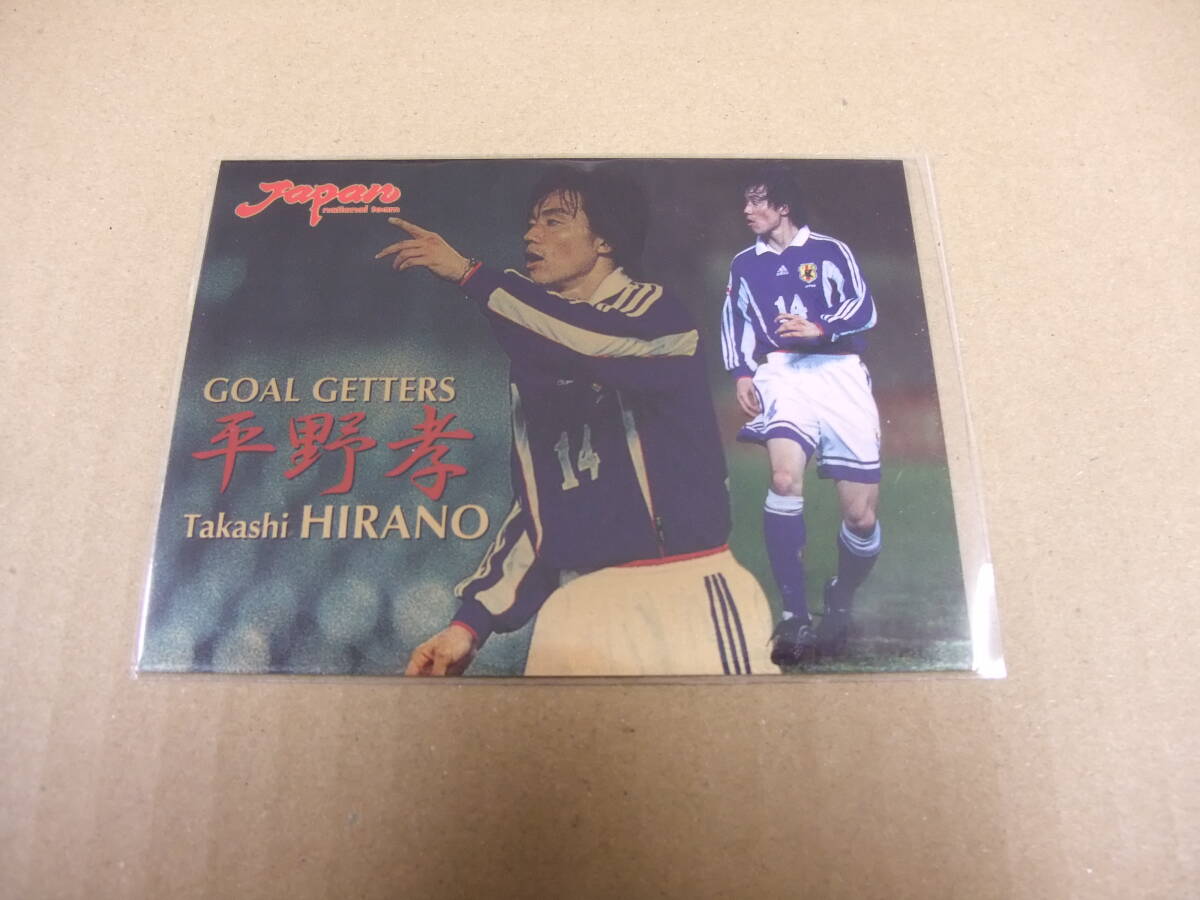 Japan
national team
GOAL GETTERS
平野孝
Takashi HIRANO
14
14